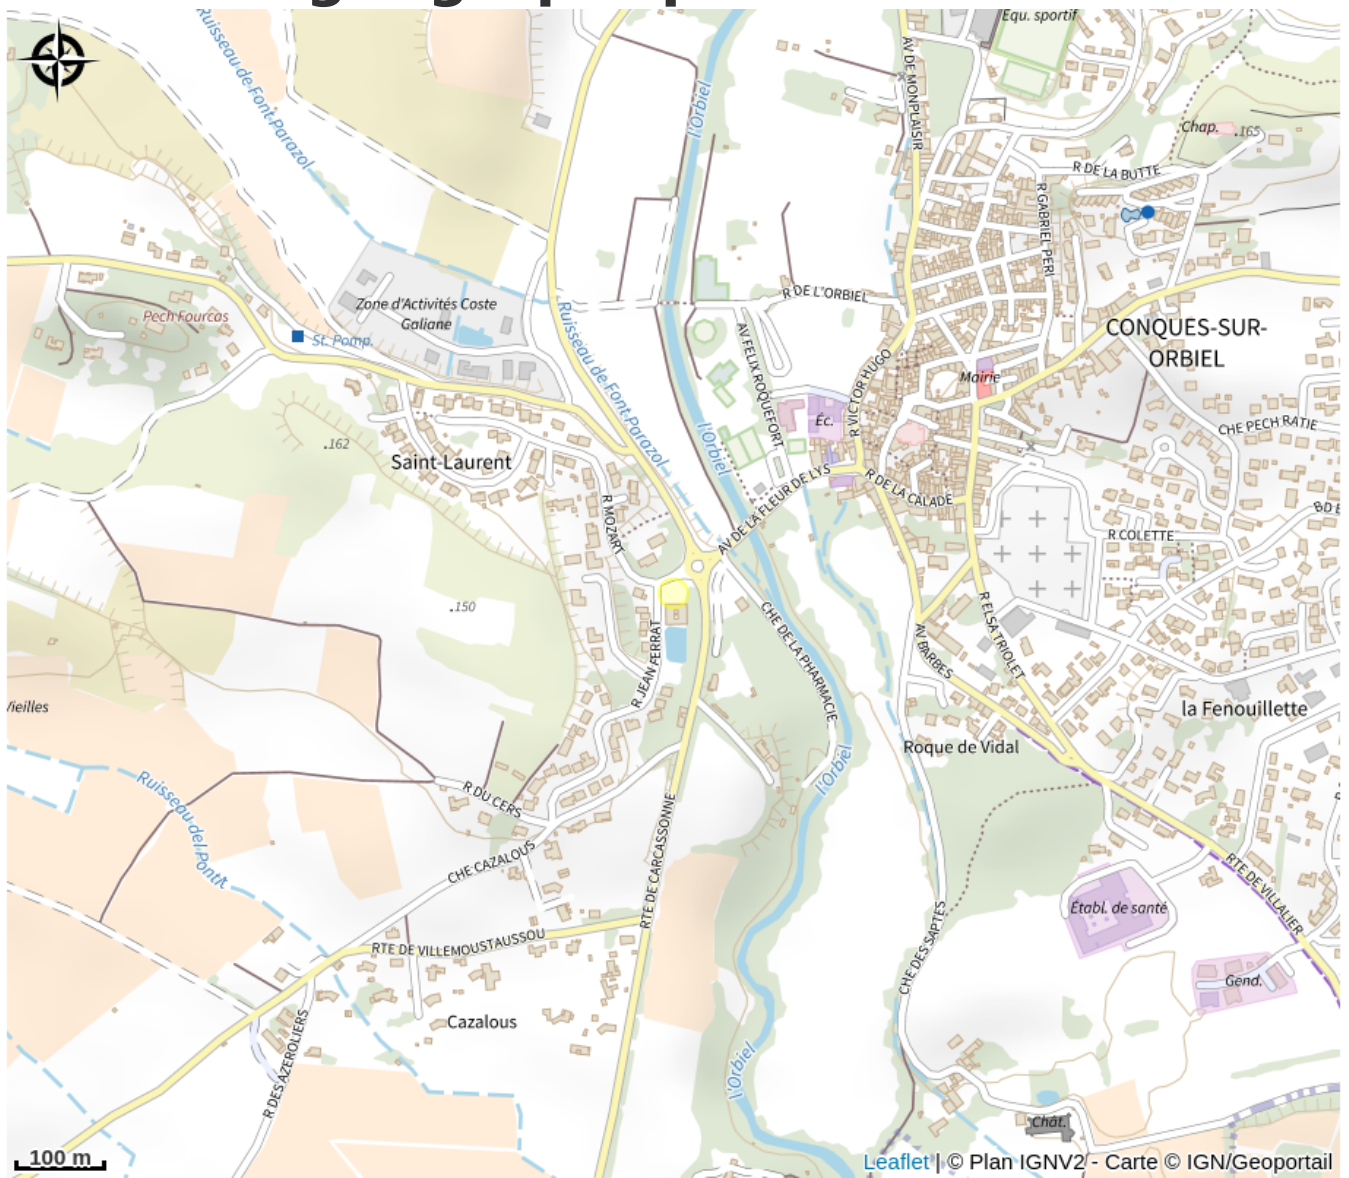 Equ. sportif
Ruisseau de Font Parazol
AV DE MONPLAISIR
l'Orbiel
Chap.
.165
R DE LA BUTTE
R GABRIEL PERI
R DE L'ORBIEL
Zone d'Activités Coste
Galiane
Pech Fourcas
St. Pomp.
Ruisseau de Font Parazol
AV FELIX ROQUEFORT
R VICTOR HUGO
CONQUES-SUR-
ORBIEL
Mairie
Éc.
CHE PECH RATIE
.162
Saint-Laurent
l'Orbiel
AV DE LA FLEUR DE LYS
R DE LA CALADE
R MOZART
R COLETTE
BD E
.150
CHE DE LA PHARMACIE
R ELSA TRIOLET
AV BARBES
R JEAN FERRAT
Vieilles
la Fenouillette
Roque de Vidal
l'Orbiel
Ruisseau del Pontit
R DU CERS
RTE DE CARCASSONNE
CHE CAZALOUS
RTE DE VILLALIER
Établ. de santé
RTE DE VILLEMOUSTAUSSOU
CHE DES SAPTES
Gend.
Cazalous
R DES AZEROLIERS
l'Orbiel
Chât.
100 m
Leaflet | © Plan IGNV2 - Carte © IGN/Geoportail